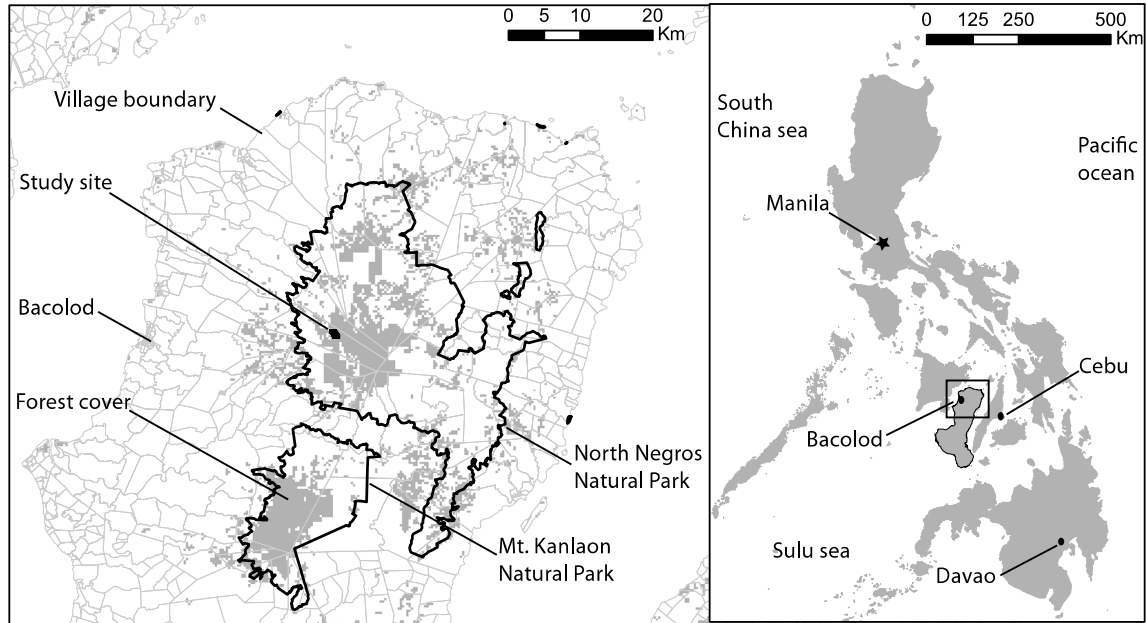 0 5 10 20
Km
Village boundary
Study site
Bacolod
Forest cover
North Negros
Natural Park
Mt. Kanlaon
Natural Park
0 125 250 500
Km
South
China sea
Pacific
ocean
Manila
Cebu
Bacolod
Sulu sea
Davao